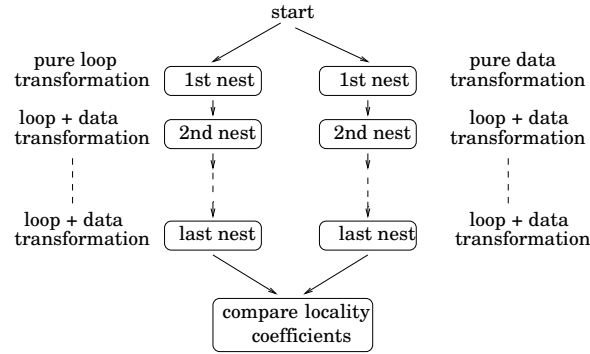 start
pure loop
transformation
1st nest
1st nest
pure data
transformation
loop + data
transformation
2nd nest
2nd nest
loop + data
transformation
loop + data
transformation
last nest
last nest
loop + data
transformation
compare locality
coefficients